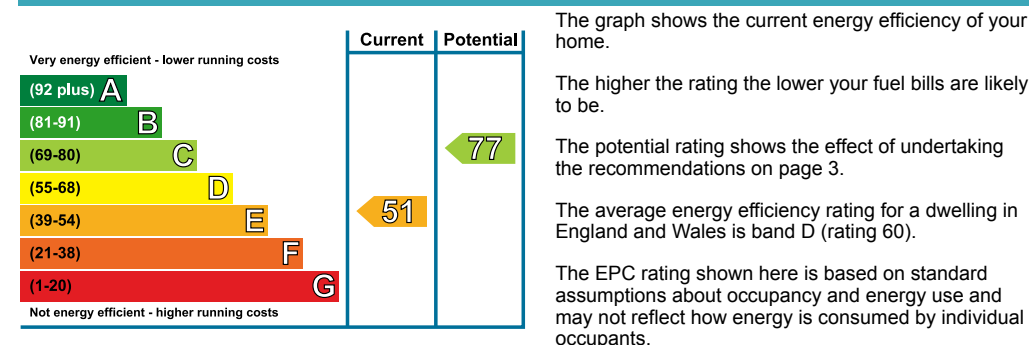 Current Potential
Very energy efficient - lower running costs
(92 plus) A
(81-91) B
(69-80) C
77
(55-68) D
(39-54) E
51
(21-38) F
(1-20) G
Not energy efficient - higher running costs
The graph shows the current energy efficiency of your
home.
The higher the rating the lower your fuel bills are likely
to be.
The potential rating shows the effect of undertaking
the recommendations on page 3.
The average energy efficiency rating for a dwelling in
England and Wales is band D (rating 60).
The EPC rating shown here is based on standard
assumptions about occupancy and energy use and
may not reflect how energy is consumed by individual
occupants.